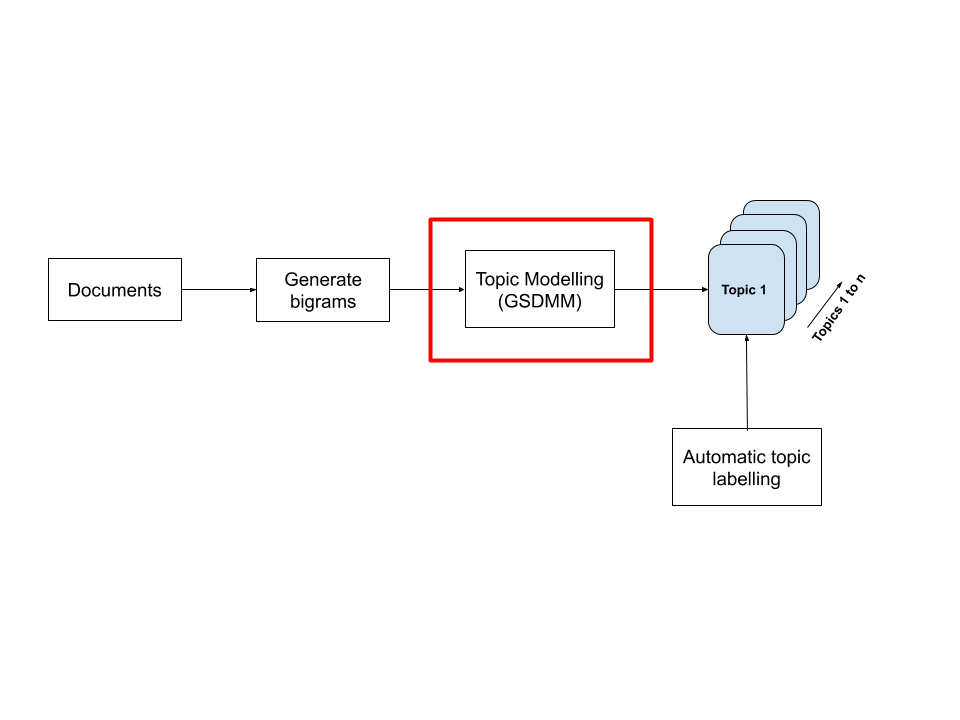 Documents
Generate
bigrams
Topic Modelling
(GSDMM)
Topic 1
Topics 1 to n
Automatic topic
labelling